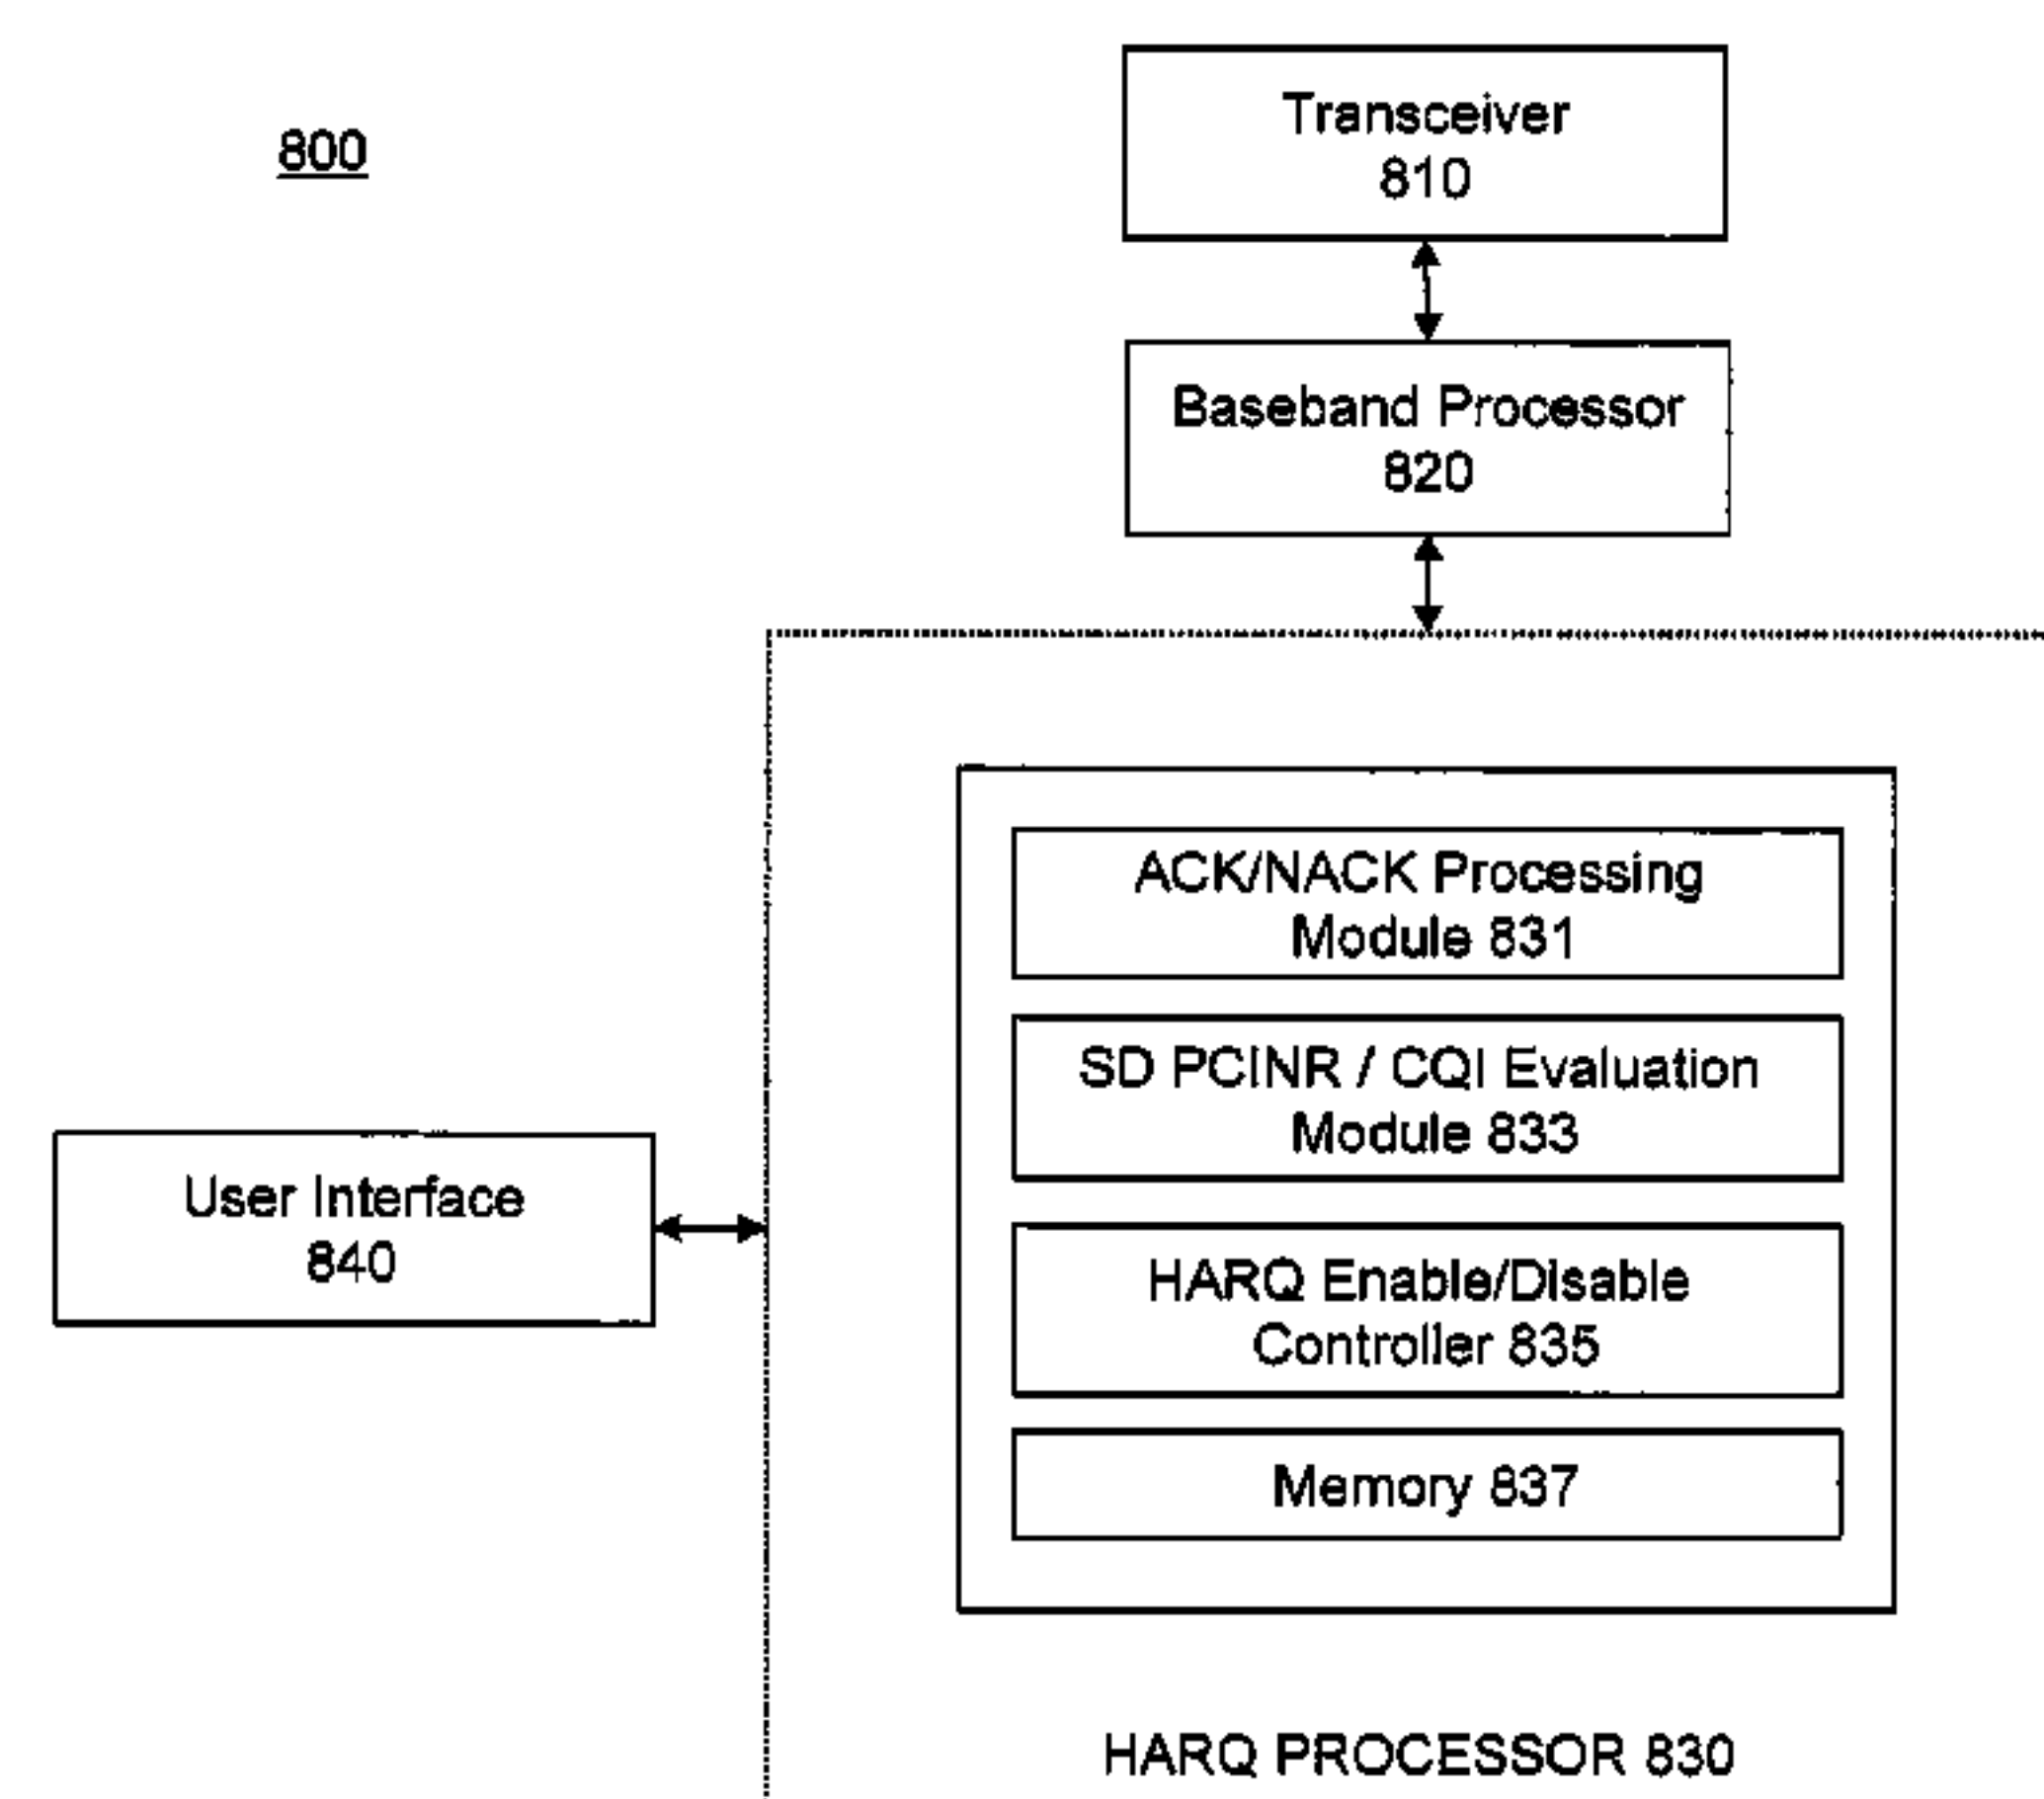 800
Transceiver
810
Baseband Processor
820
ACK/NACK Processing
Module 831
SD PCINR / CQI Evaluation
Module 833
User Interface
840
HARQ Enable/Disable
Controller 835
Memory 837
HARQ PROCESSOR 830